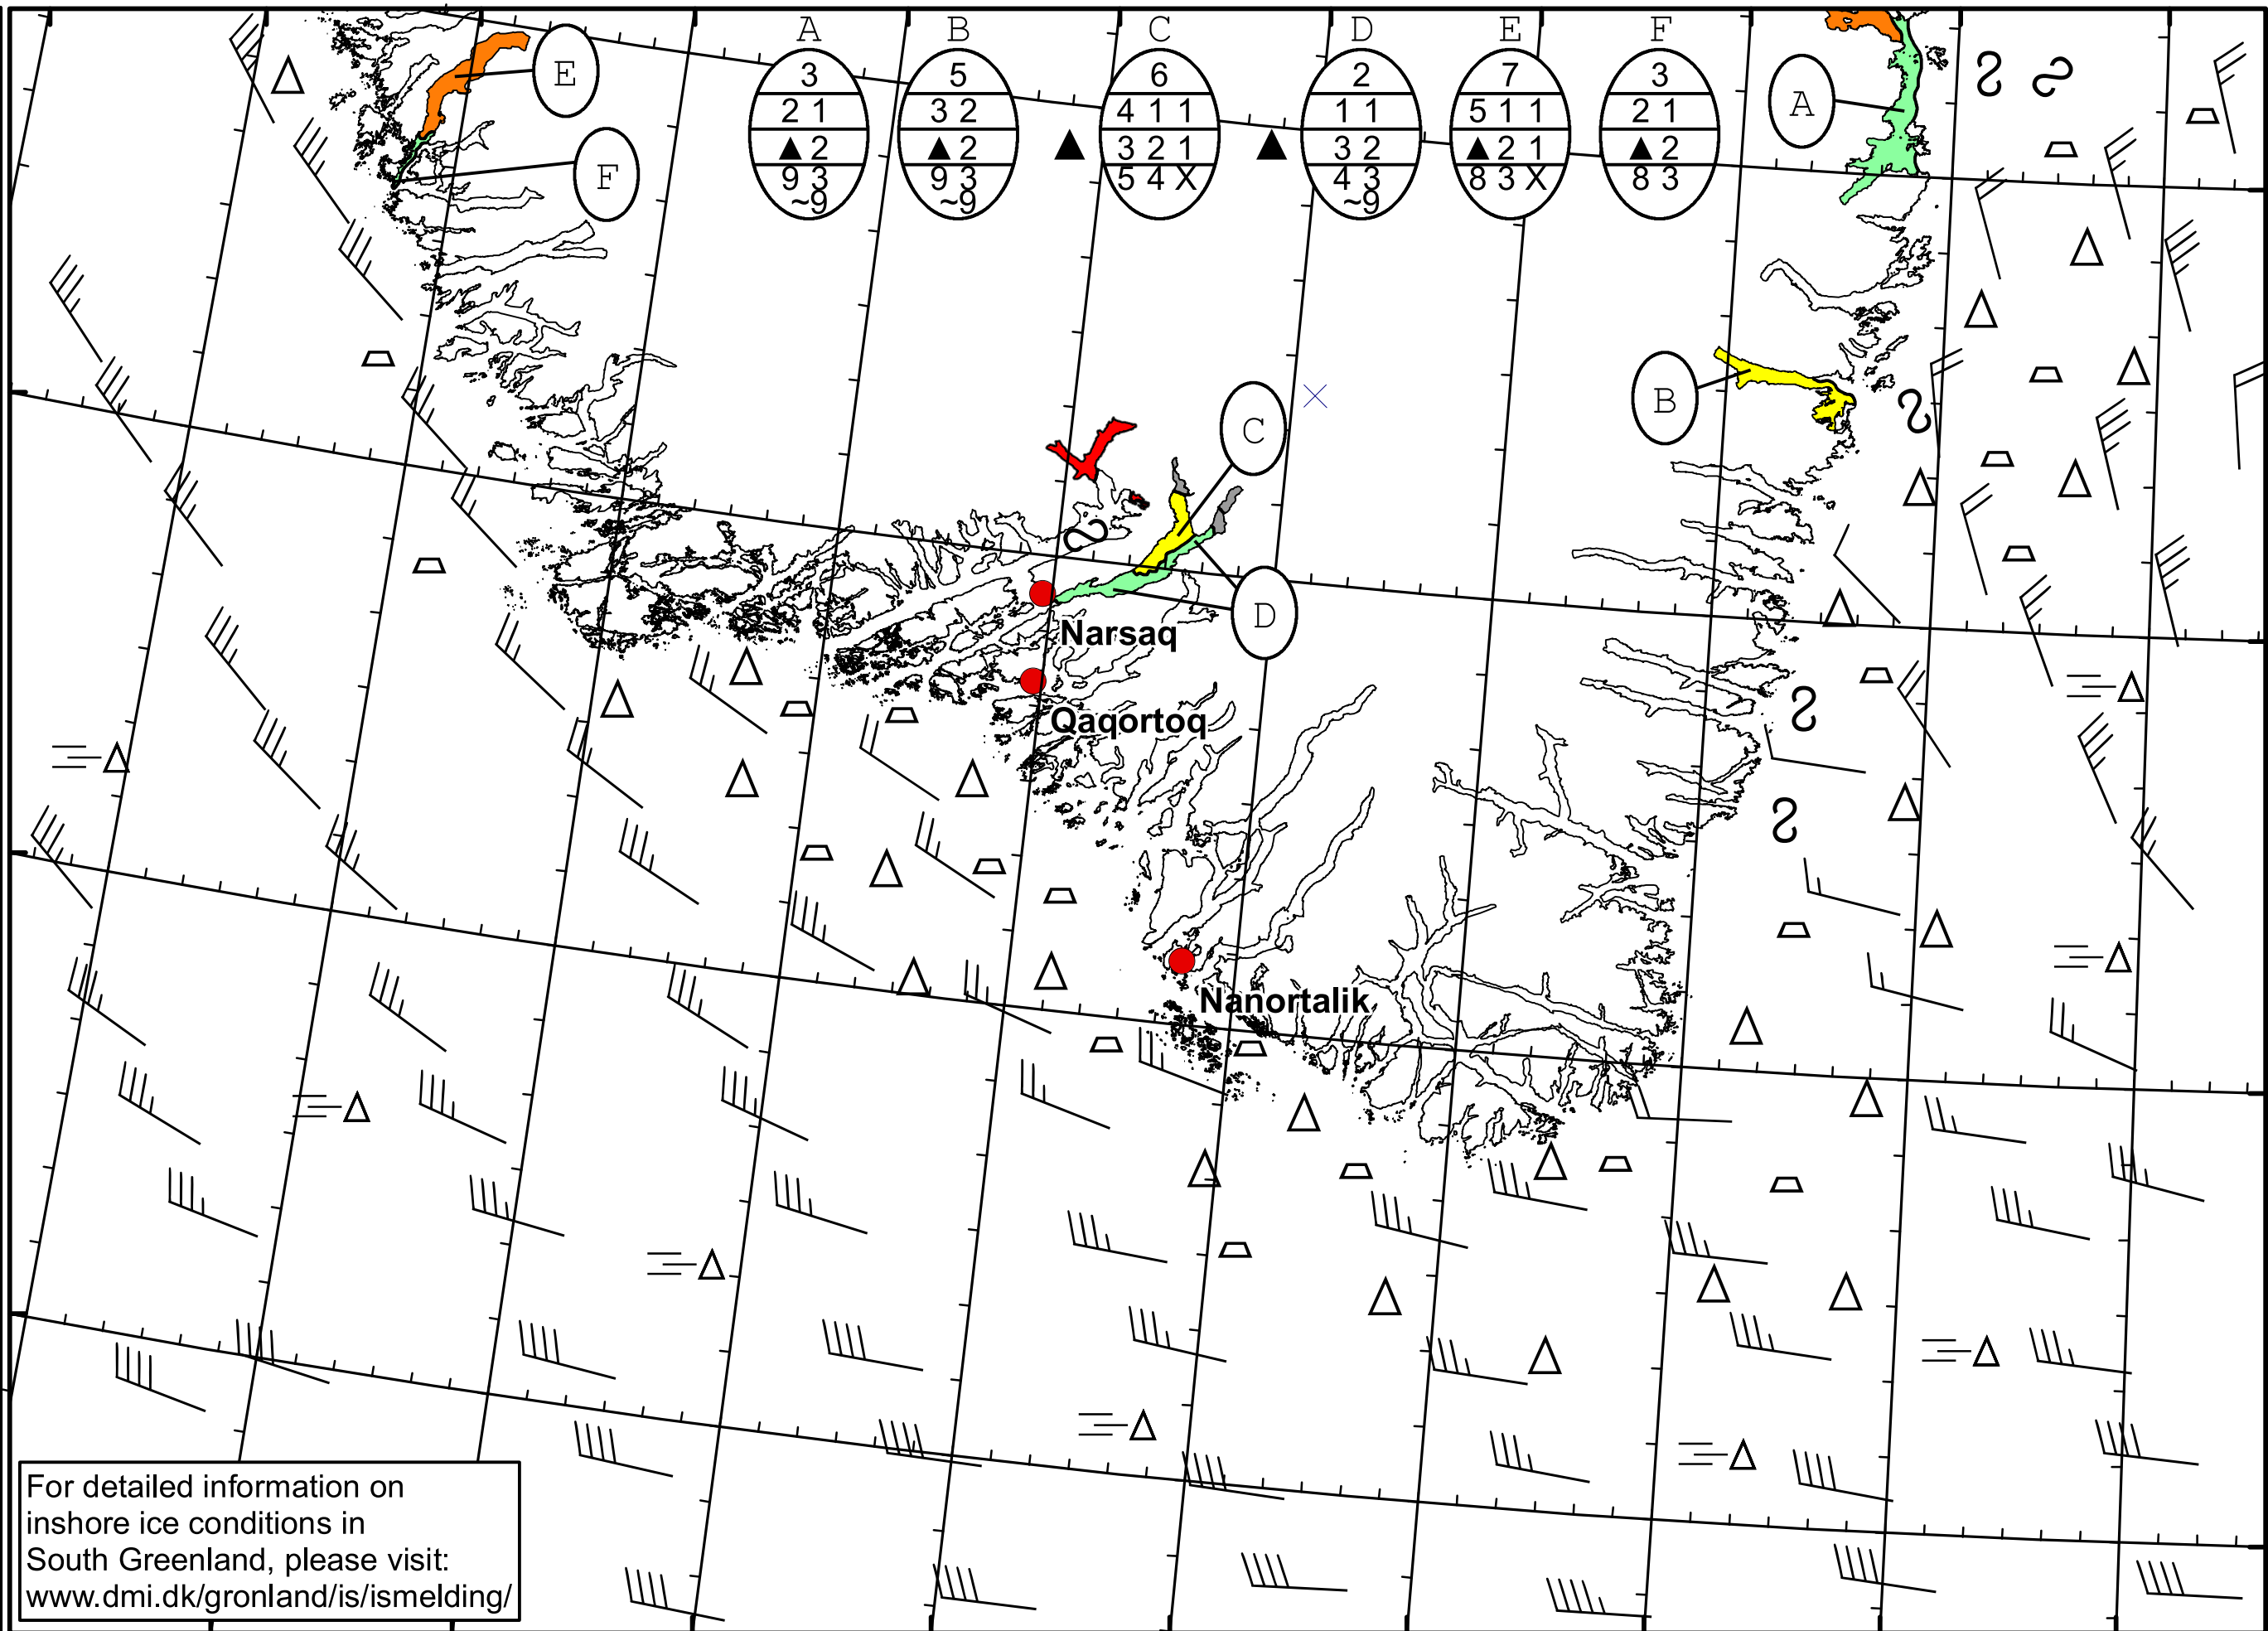 A B C D E F
3 5 6 2 7 3
2 1 3 2 4 1 1 1 1 5 1 1 2 1
▲ 2 ▲ 2 ▲ 3 2 1 ▲ 3 2 ▲ 2 1 ▲ 2
9 3 9 3 5 4 X 4 3 8 3 X 8 3
~9 ~9 ~9
E
A
F
B
C
D
Narsaq
Qaqortoq
Nanortalik
For detailed information on
inshore ice conditions in
South Greenland, please visit:
www.dmi.dk/gronland/is/ismelding/